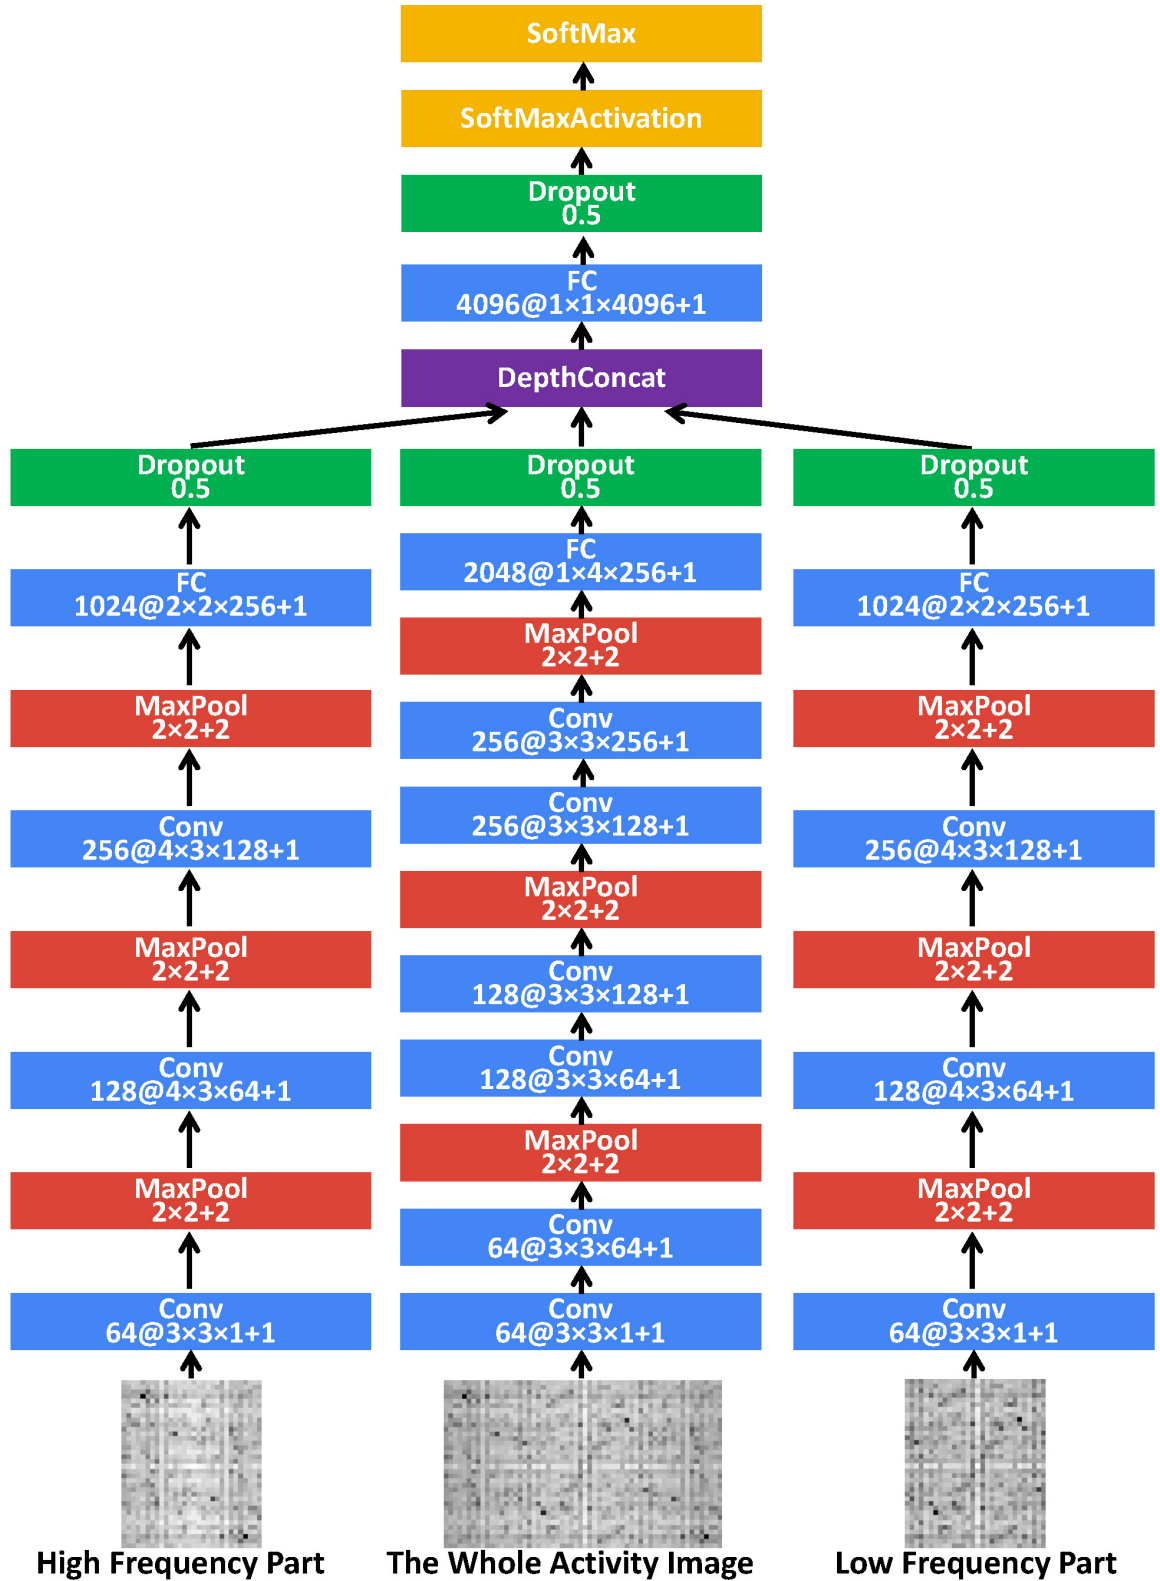 SoftMax
SoftMaxActivation
Dropout
0.5
FC
4096@1×1×4096+1
DepthConcat
Dropout
0.5
FC
1024@2×2×256+1
MaxPool
2×2+2
Conv
256@4×3×128+1
MaxPool
2×2+2
Conv
128@4×3×64+1
MaxPool
2×2+2
Conv
64@3×3×1+1
High Frequency Part
Dropout
0.5
FC
2048@1×4×256+1
MaxPool
2×2+2
Conv
256@3×3×256+1
Conv
256@3×3×128+1
MaxPool
2×2+2
Conv
128@3×3×128+1
Conv
128@3×3×64+1
MaxPool
2×2+2
Conv
64@3×3×64+1
Conv
64@3×3×1+1
The Whole Activity Image
Dropout
0.5
FC
1024@2×2×256+1
MaxPool
2×2+2
Conv
256@4×3×128+1
MaxPool
2×2+2
Conv
128@4×3×64+1
MaxPool
2×2+2
Conv
64@3×3×1+1
Low Frequency Part